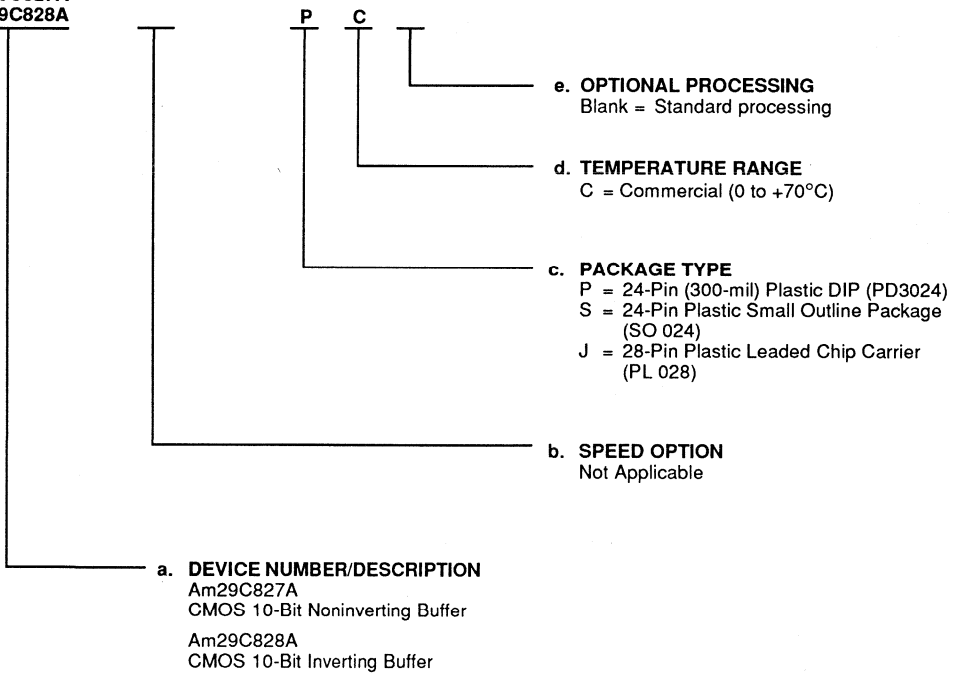 9C828A P C
e. OPTIONAL PROCESSING
Blank = Standard processing
d. TEMPERATURE RANGE
C = Commercial (0 to +70°C)
c. PACKAGE TYPE
P = 24-Pin (300-mil) Plastic DIP (PD3024)
S = 24-Pin Plastic Small Outline Package
(SO 024)
J = 28-Pin Plastic Leaded Chip Carrier
(PL 028)
b. SPEED OPTION
Not Applicable
a. DEVICE NUMBER/DESCRIPTION
Am29C827A
CMOS 10-Bit Noninverting Buffer
Am29C828A
CMOS 10-Bit Inverting Buffer